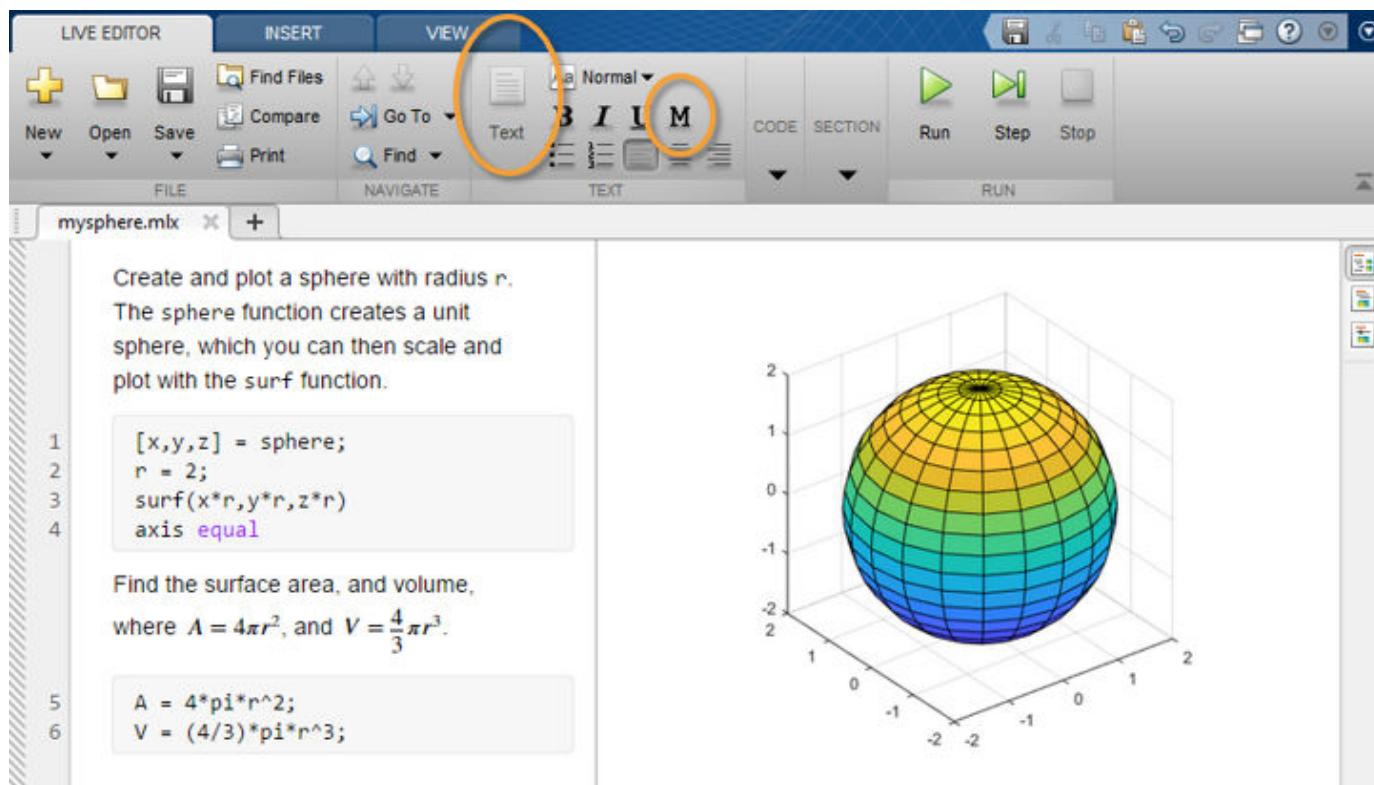 LIVE EDITOR INSERT VIEW
New Open Save
Find Files
Compare
Print
FILE
Go To
Find
NAVIGATE
Text
Aa Normal
B I U M
TEXT
CODE SECTION
Run Step Stop
RUN
mysphere.mlx +
Create and plot a sphere with radius r.
The sphere function creates a unit
sphere, which you can then scale and
plot with the surf function.
1 [x,y,z] = sphere;
2 r = 2;
3 surf(x*r,y*r,z*r)
4 axis equal
Find the surface area, and volume,
where A = 4πr², and V = 4/3 πr³.
5 A = 4*pi*r^2;
6 V = (4/3)*pi*r^3;
2
1
0
-1
-2
2
1
0
-1
-2
-2
-1
0
1
2